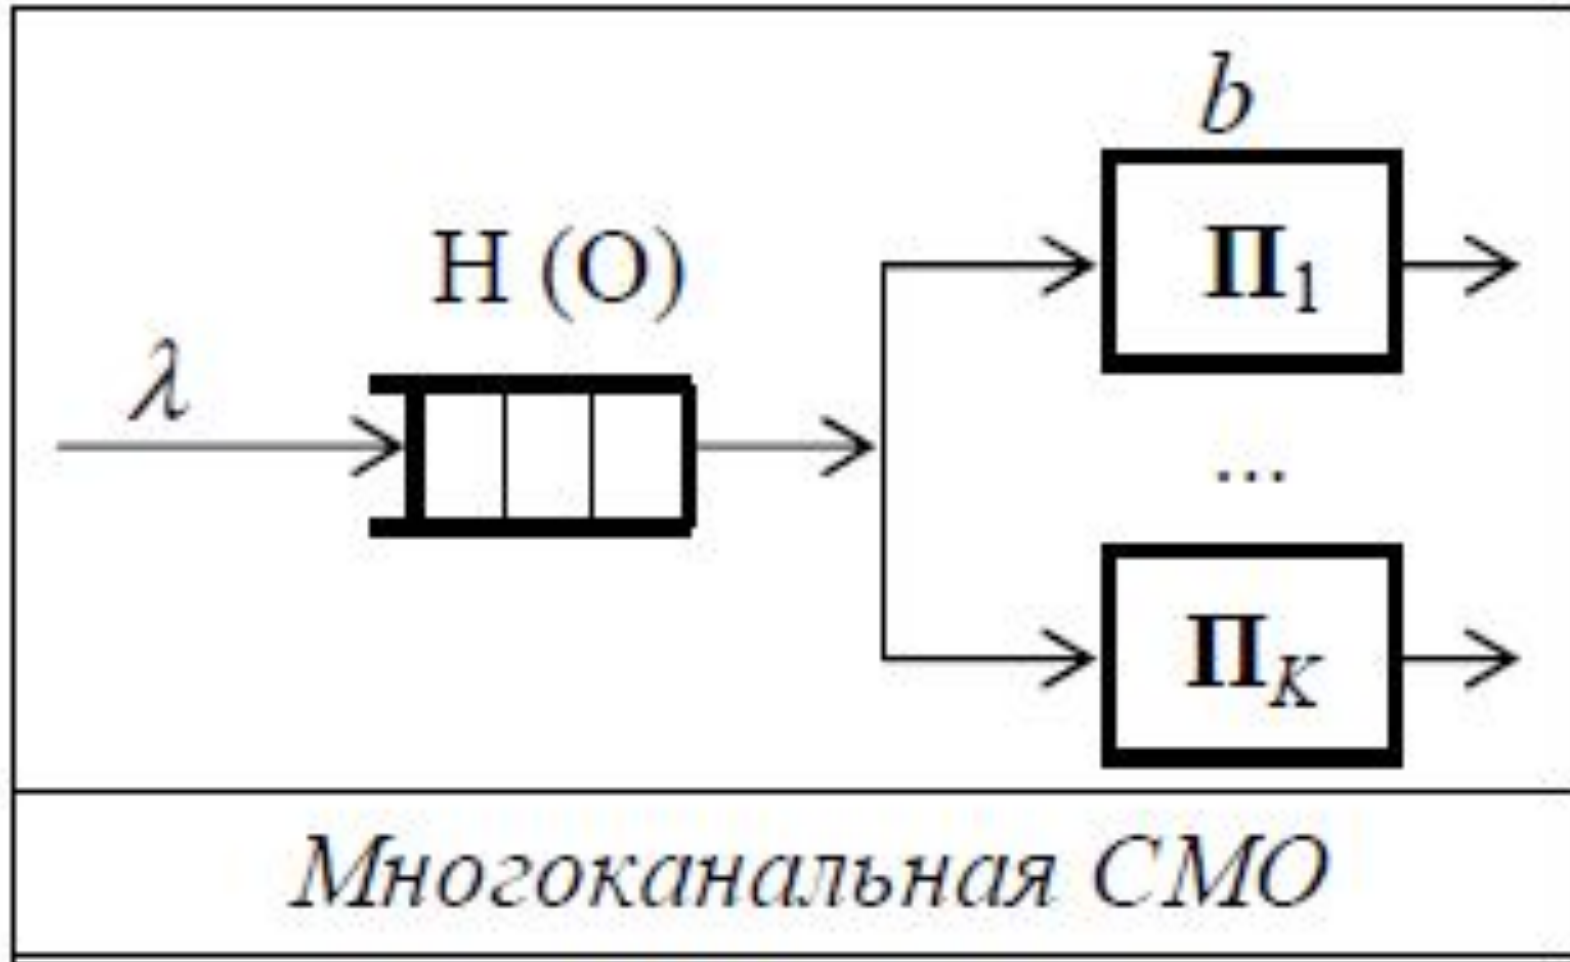 b
Н (О)
П₁
λ
...
Пₖ
Многоканальная СМО